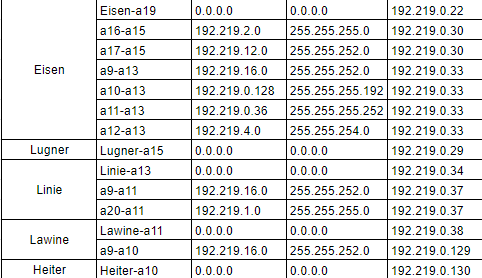 Eisen-a19 0.0.0.0 0.0.0.0 192.219.0.22
a16-a15 192.219.2.0 255.255.255.0 192.219.0.30
a17-a15 192.219.12.0 255.255.252.0 192.219.0.30
Eisen a9-a13 192.219.16.0 255.255.252.0 192.219.0.33
a10-a13 192.219.0.128 255.255.255.192 192.219.0.33
a11-a13 192.219.0.36 255.255.255.252 192.219.0.33
a12-a13 192.219.4.0 255.255.254.0 192.219.0.33
Lugner Lugner-a15 0.0.0.0 0.0.0.0 192.219.0.29
Linie-a13 0.0.0.0 0.0.0.0 192.219.0.34
Linie a9-a11 192.219.16.0 255.255.252.0 192.219.0.37
a20-a11 192.219.1.0 255.255.255.0 192.219.0.37
Lawine Lawine-a11 0.0.0.0 0.0.0.0 192.219.0.38
a9-a10 192.219.16.0 255.255.252.0 192.219.0.129
Heiter Heiter-a10 0.0.0.0 0.0.0.0 192.219.0.130